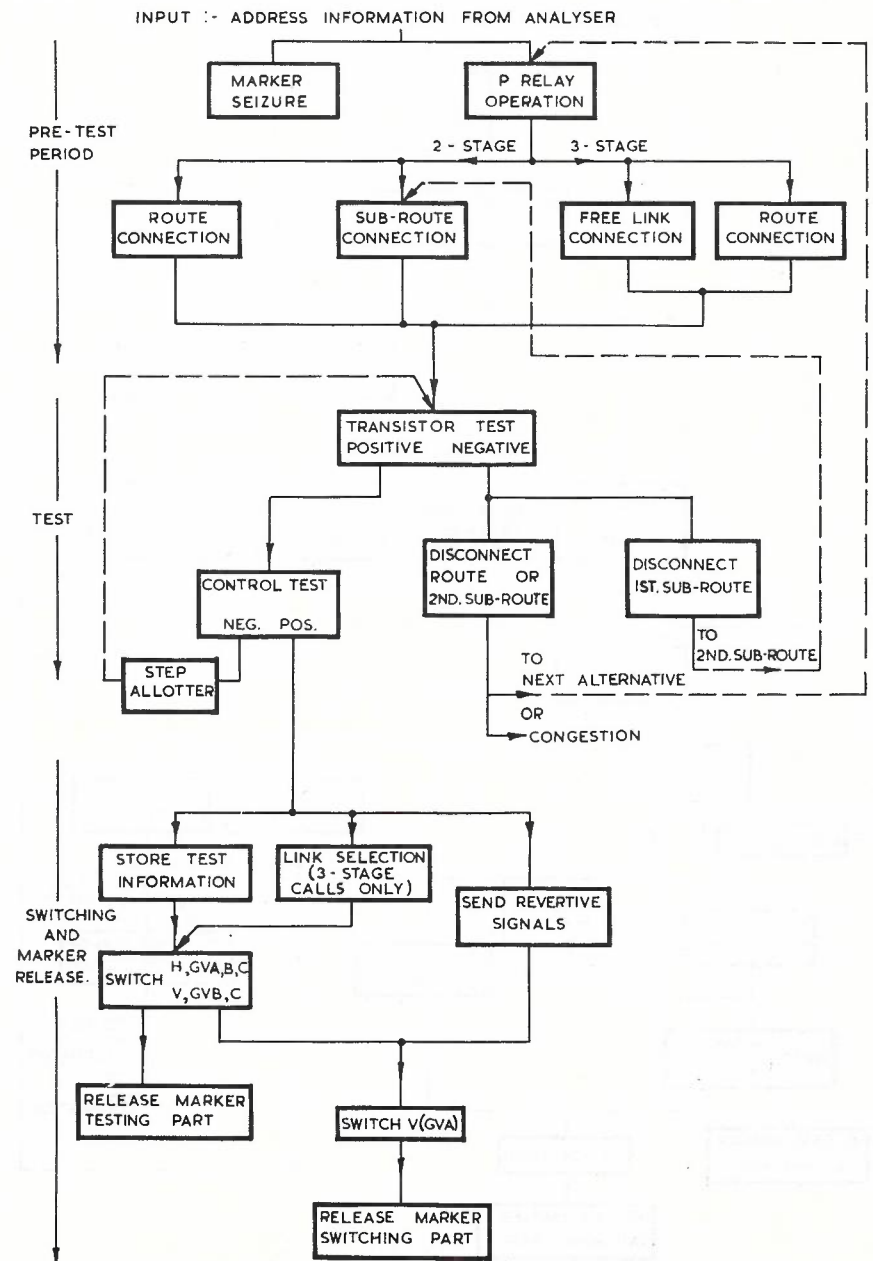 INPUT :- ADDRESS INFORMATION FROM ANALYSER
MARKER
SEIZURE
P RELAY
OPERATION
PRE-TEST
PERIOD
2 - STAGE
3 - STAGE
ROUTE
CONNECTION
SUB-ROUTE
CONNECTION
FREE LINK
CONNECTION
ROUTE
CONNECTION
TRANSISTOR TEST
POSITIVE NEGATIVE
TEST
CONTROL TEST
NEG. POS.
DISCONNECT
ROUTE OR
2ND. SUB-ROUTE
DISCONNECT
1ST. SUB-ROUTE
STEP
ALLOTTER
TO
2ND. SUB-ROUTE
TO
NEXT ALTERNATIVE
OR
CONGESTION
STORE TEST
INFORMATION
LINK SELECTION
(3-STAGE
CALLS ONLY)
SEND REVERTIVE
SIGNALS
SWITCHING
AND
MARKER
RELEASE.
SWITCH H,GVA,B,C
V,GVB,C
RELEASE MARKER
TESTING PART
SWITCH V(GVA)
RELEASE MARKER
SWITCHING PART